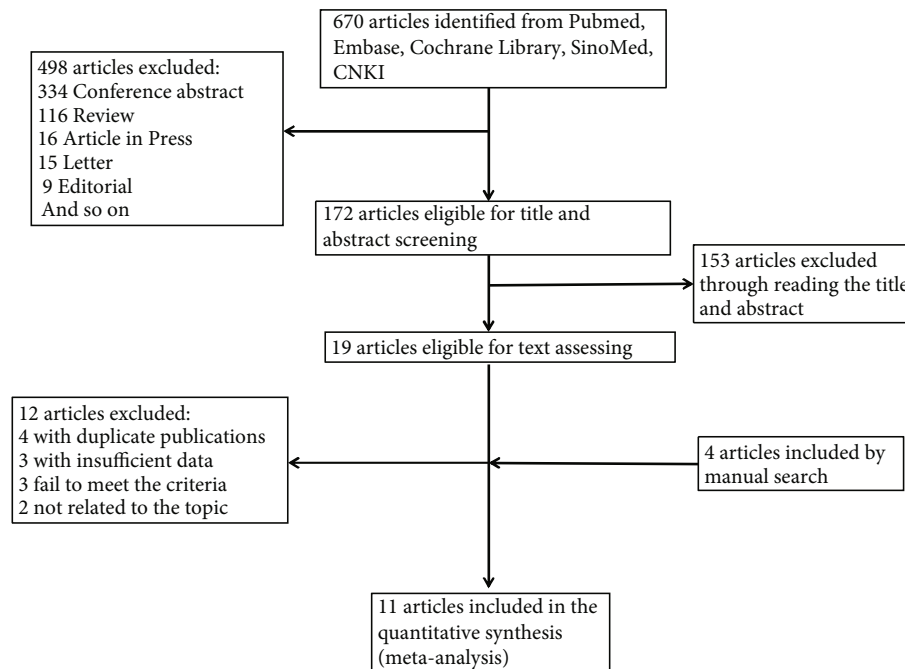 670 articles identified from Pubmed,
Embase, Cochrane Library, SinoMed,
CNKI
498 articles excluded:
334 Conference abstract
116 Review
16 Article in Press
15 Letter
9 Editorial
And so on
172 articles eligible for title and
abstract screening
153 articles excluded
through reading the title
and abstract
19 articles eligible for text assessing
12 articles excluded:
4 with duplicate publications
3 with insufficient data
3 fail to meet the criteria
2 not related to the topic
4 articles included by
manual search
11 articles included in the
quantitative synthesis
(meta-analysis)